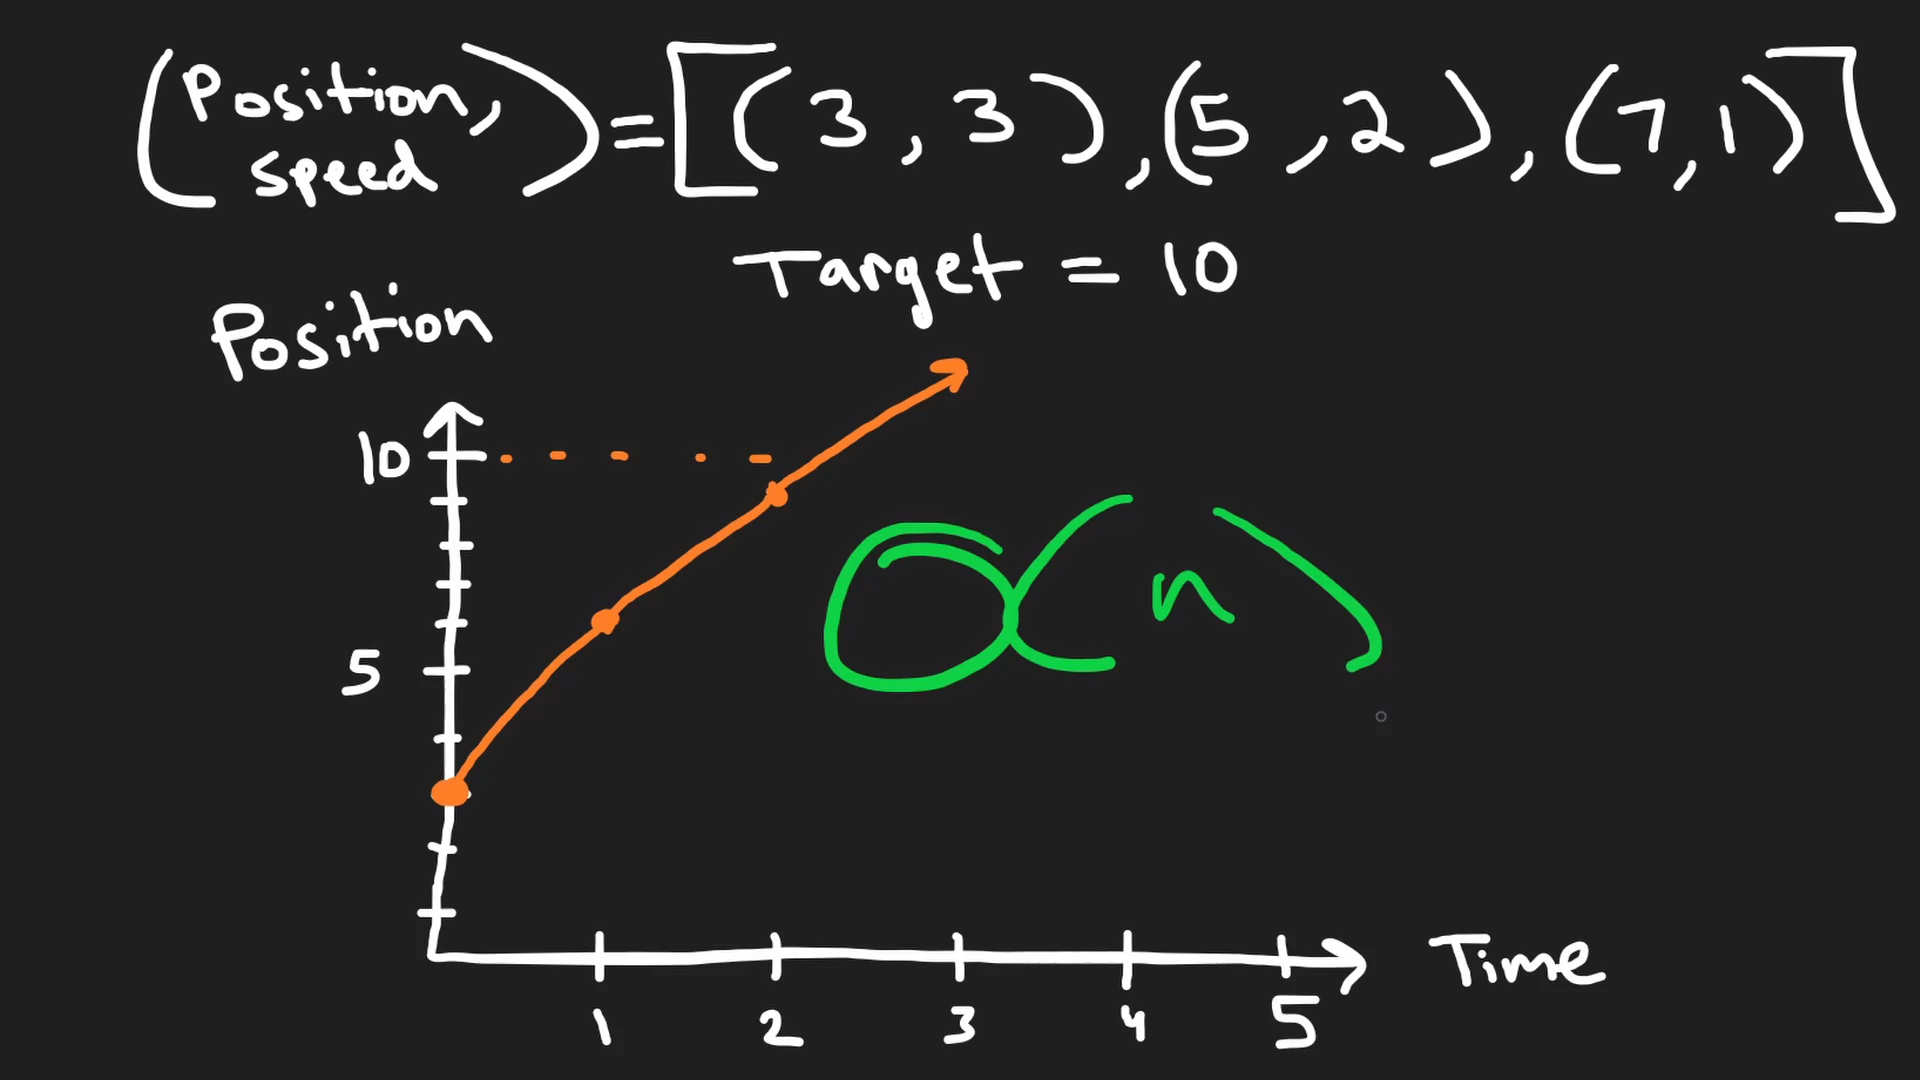 (Position, speed) = [(3, 3), (5, 2), (7, 1)]
Target = 10
Position
10
5
O(n)
Time
1 2 3 4 5